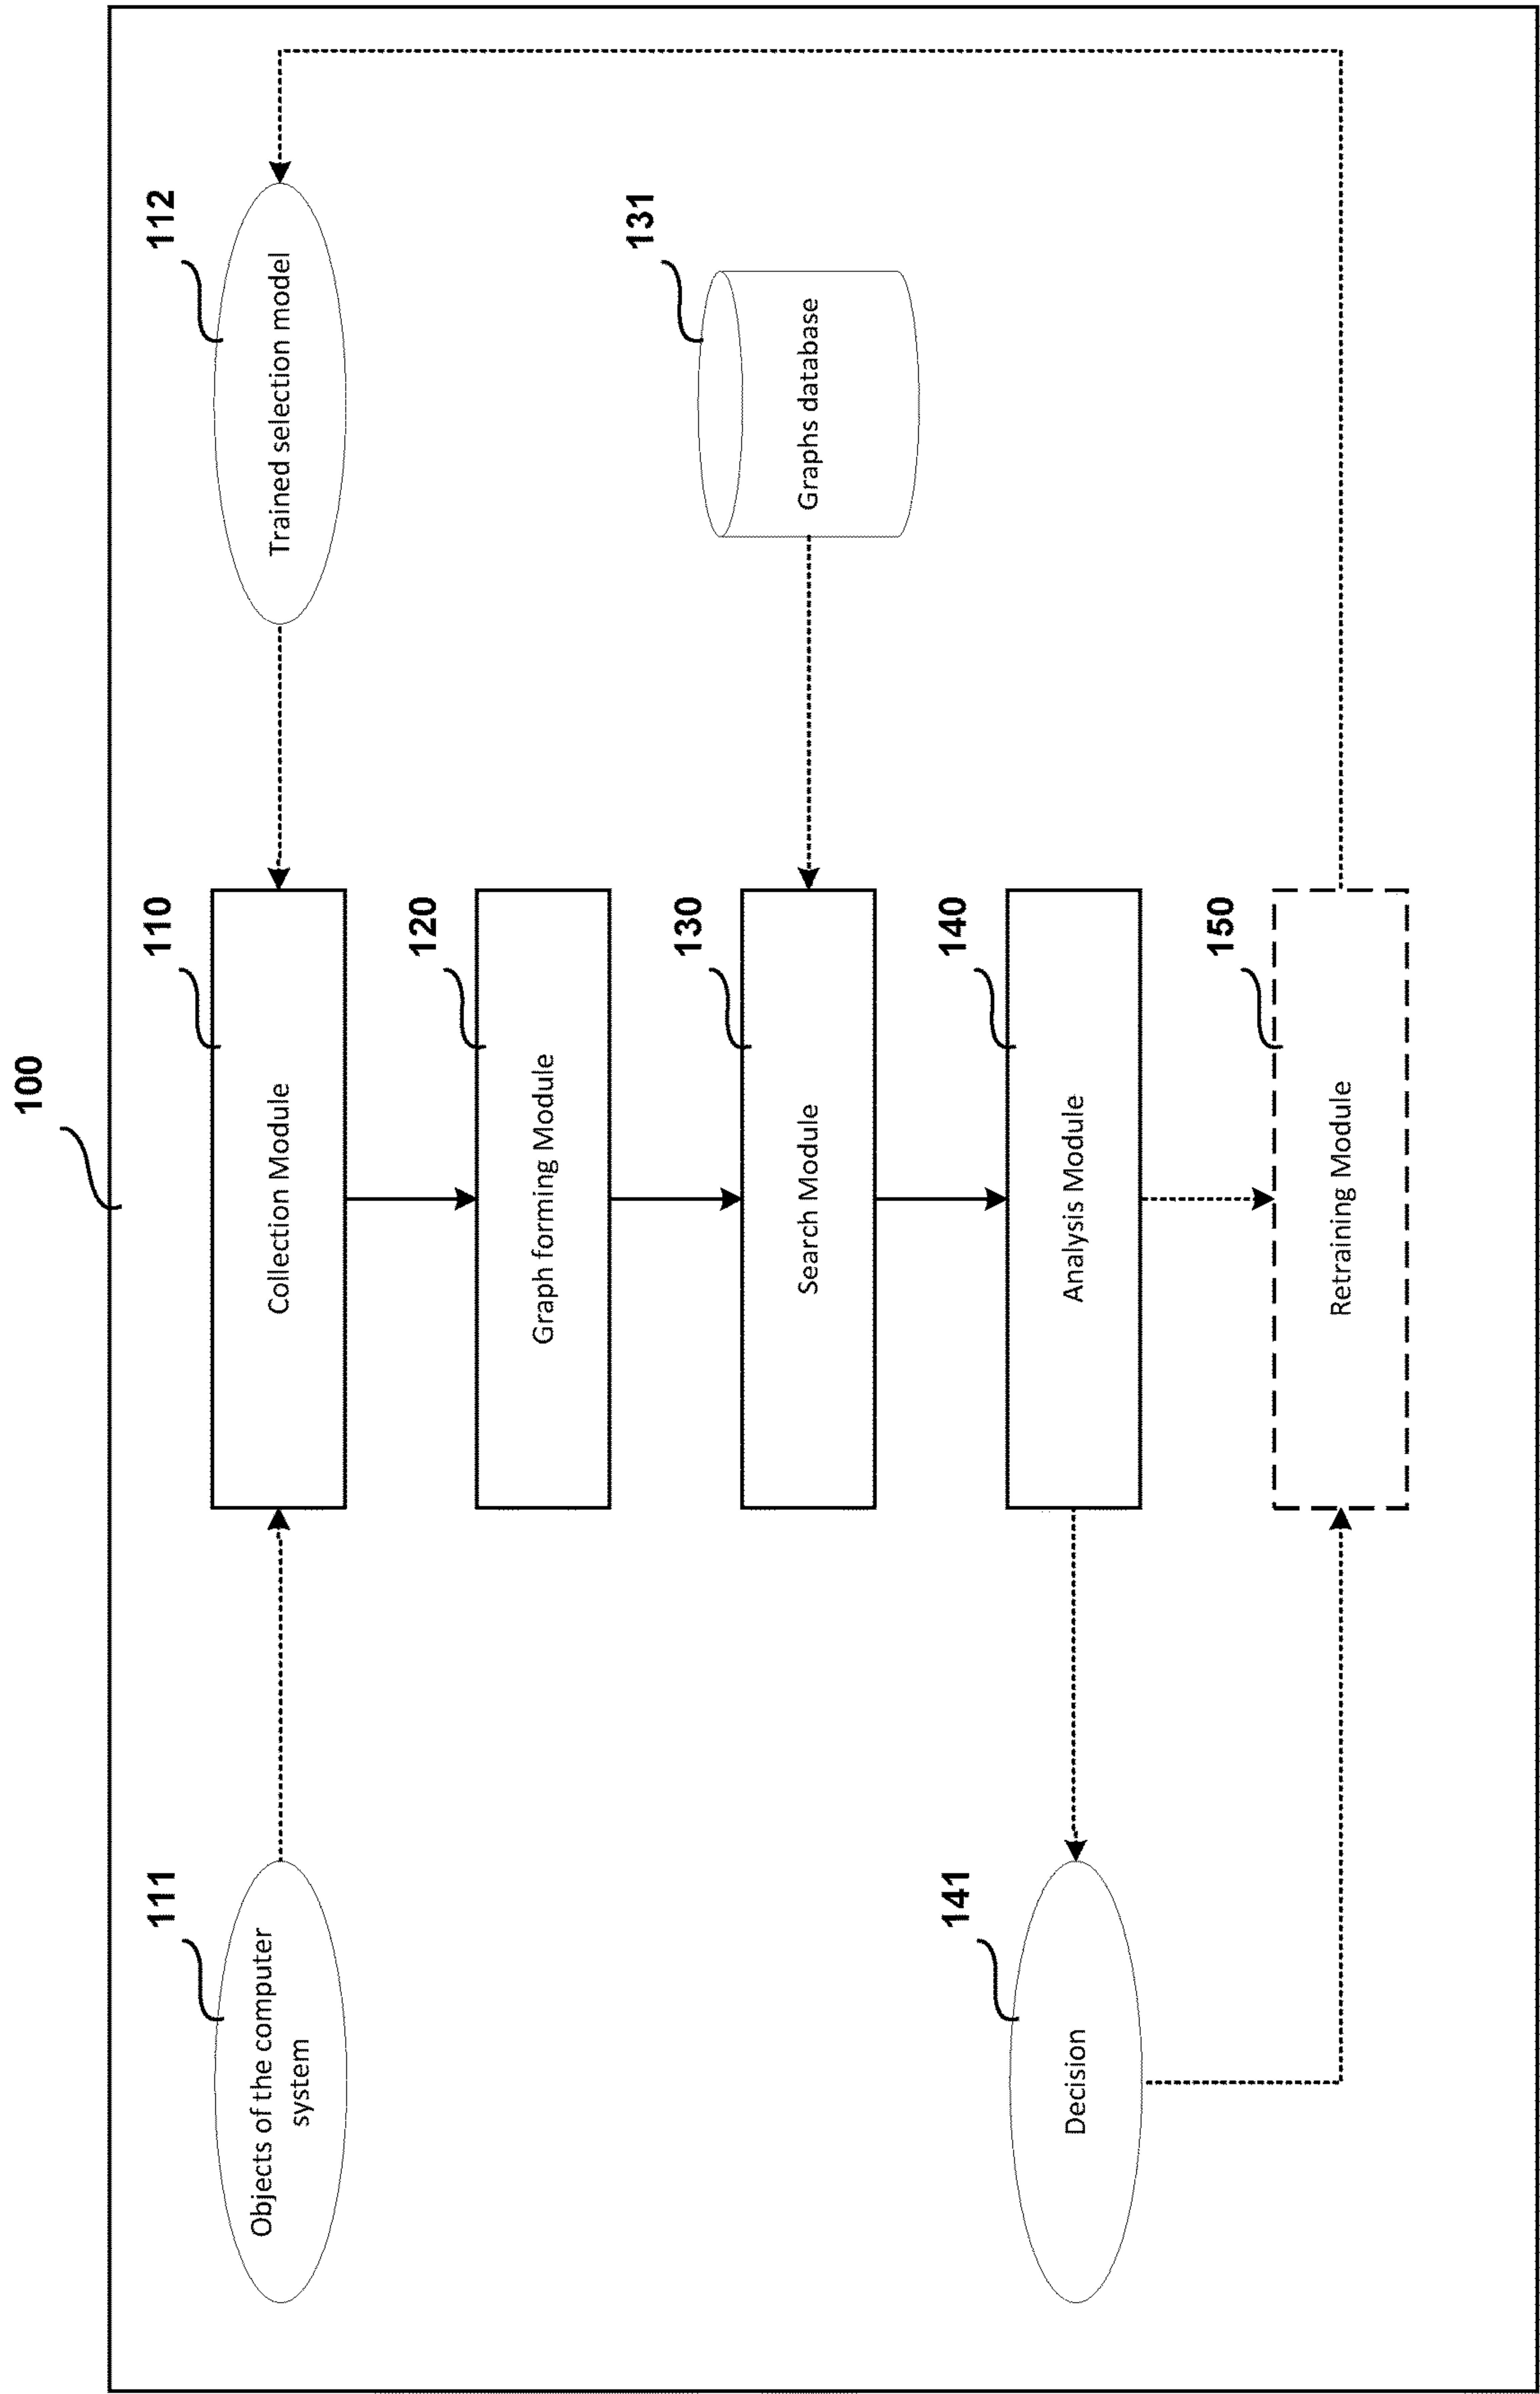 100
111
Objects of the computer
system
110
Collection Module
112
Trained selection model
120
Graph forming Module
130
Search Module
131
Graphs database
141
Decision
140
Analysis Module
150
Retraining Module